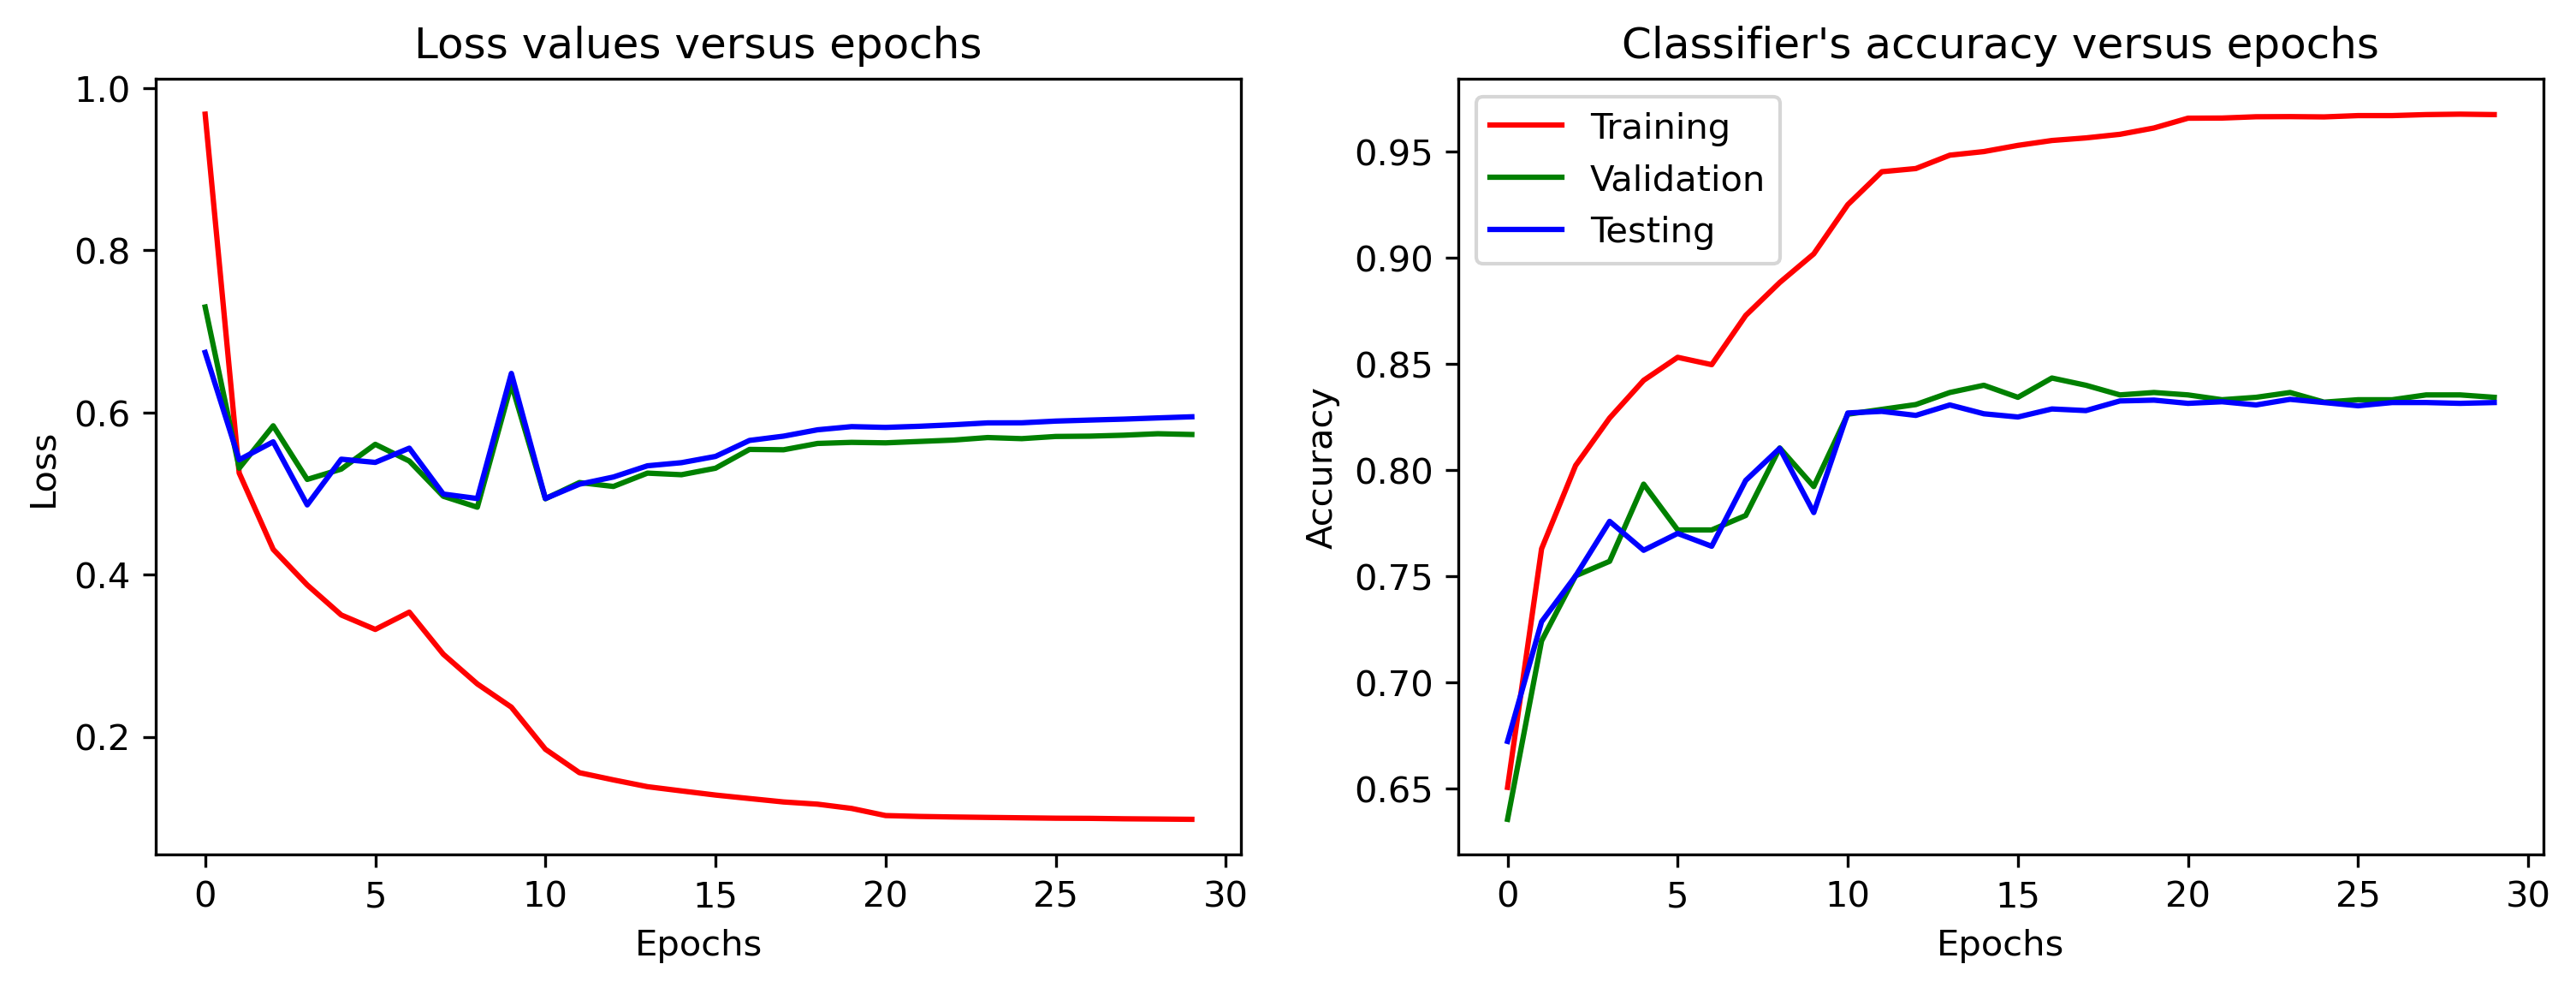 Loss values versus epochs
1.0
0.8
0.6
0.4
0.2
Loss
0 5 10 15 20 25 30
Epochs
Classifier's accuracy versus epochs
Training
Validation
Testing
0.95
0.90
0.85
0.80
0.75
0.70
0.65
Accuracy
0 5 10 15 20 25 30
Epochs